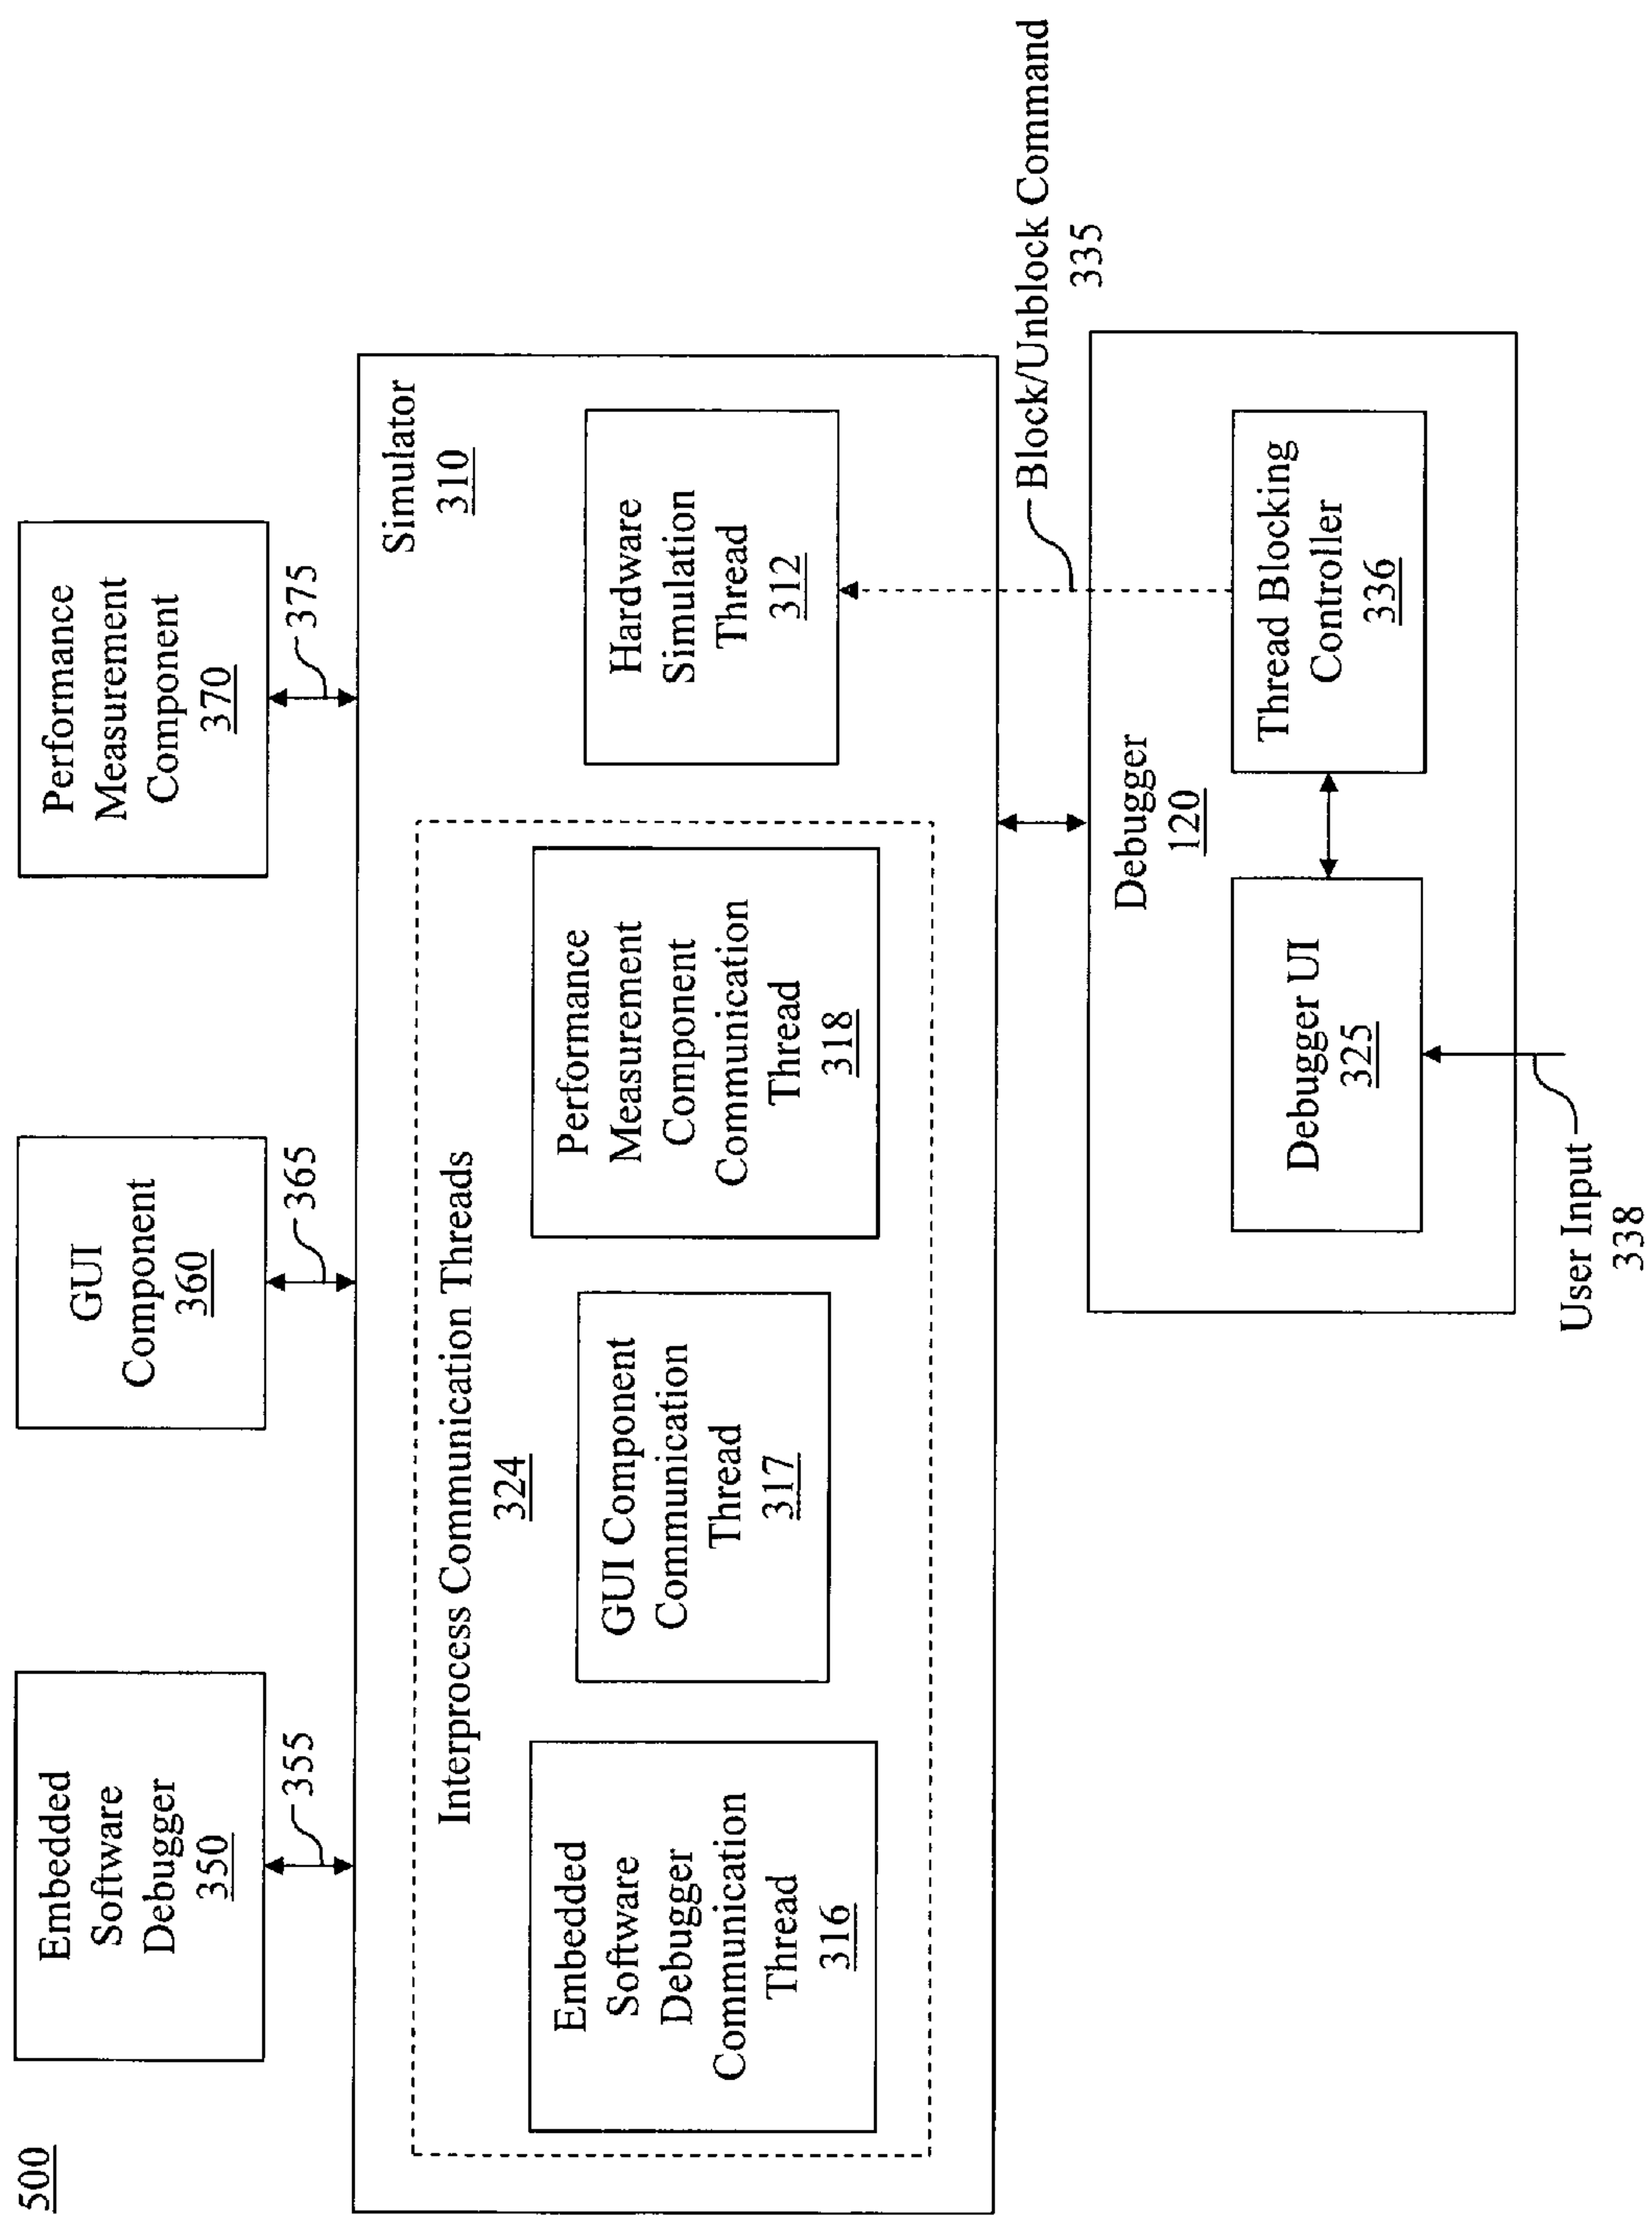 500
Embedded
Software
Debugger
350
GUI
Component
360
Performance
Measurement
Component
370
355
365
375
Simulator
310
Interprocess Communication Threads
324
Embedded
Software
Debugger
Communication
Thread
316
GUI Component
Communication
Thread
317
Performance
Measurement
Component
Communication
Thread
318
Hardware
Simulation
Thread
312
Block/Unblock Command
335
Debugger
120
Debugger UI
325
Thread Blocking
Controller
336
User Input
338